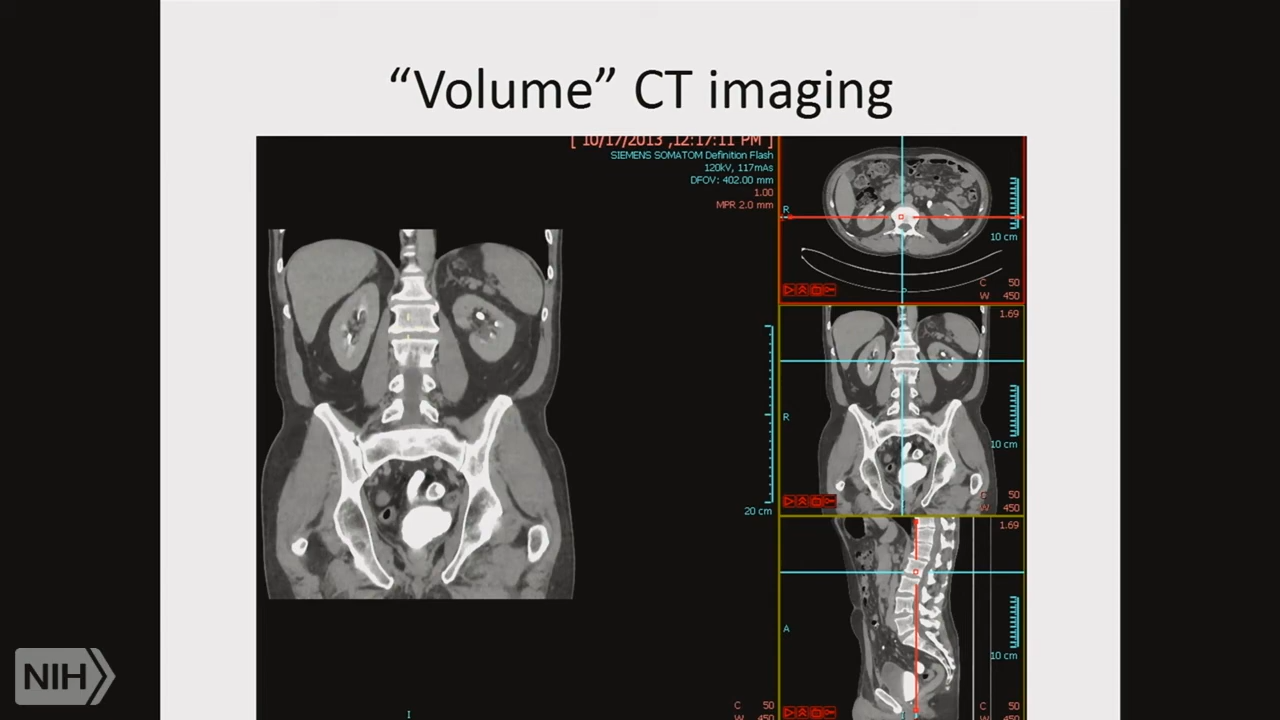 “Volume” CT imaging
[ 10/17/2013 ,12:17:11 PM ]
SIEMENS SOMATOM Definition Flash
120kV, 117mAs
DFOV: 402.00 mm
1.00
MPR 2.0 mm
20 cm
I
C 50
W 450
R
10 cm
C 50
W 450
1.69
R
10 cm
C 50
W 450
1.69
A
10 cm
C 50
W 450
NIH